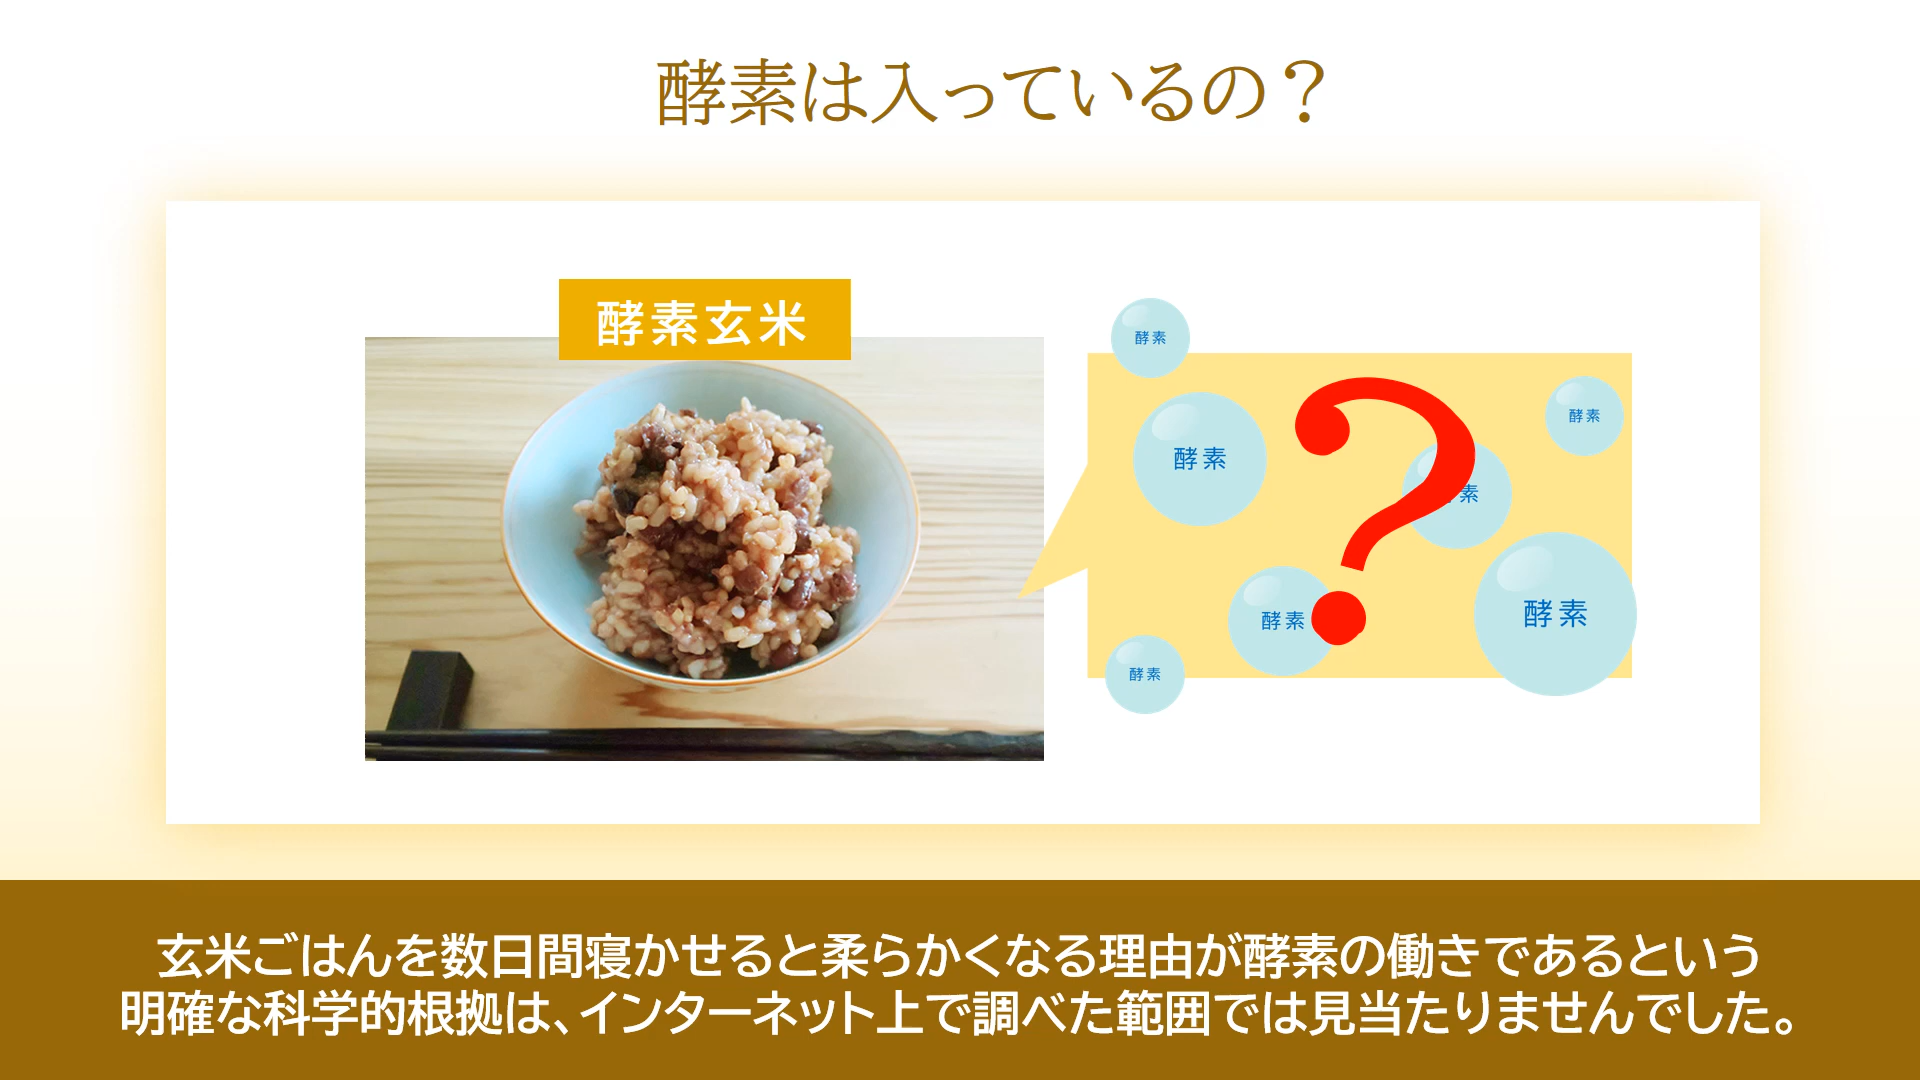 酵素は入っているの？
酵素玄米
酵素
酵素
酵素
素
酵素
酵素
酵素
玄米ごはんを数日間寝かせると柔らかくなる理由が酵素の働きであるという
明確な科学的根拠は、インターネット上で調べた範囲では見当たりませんでした。